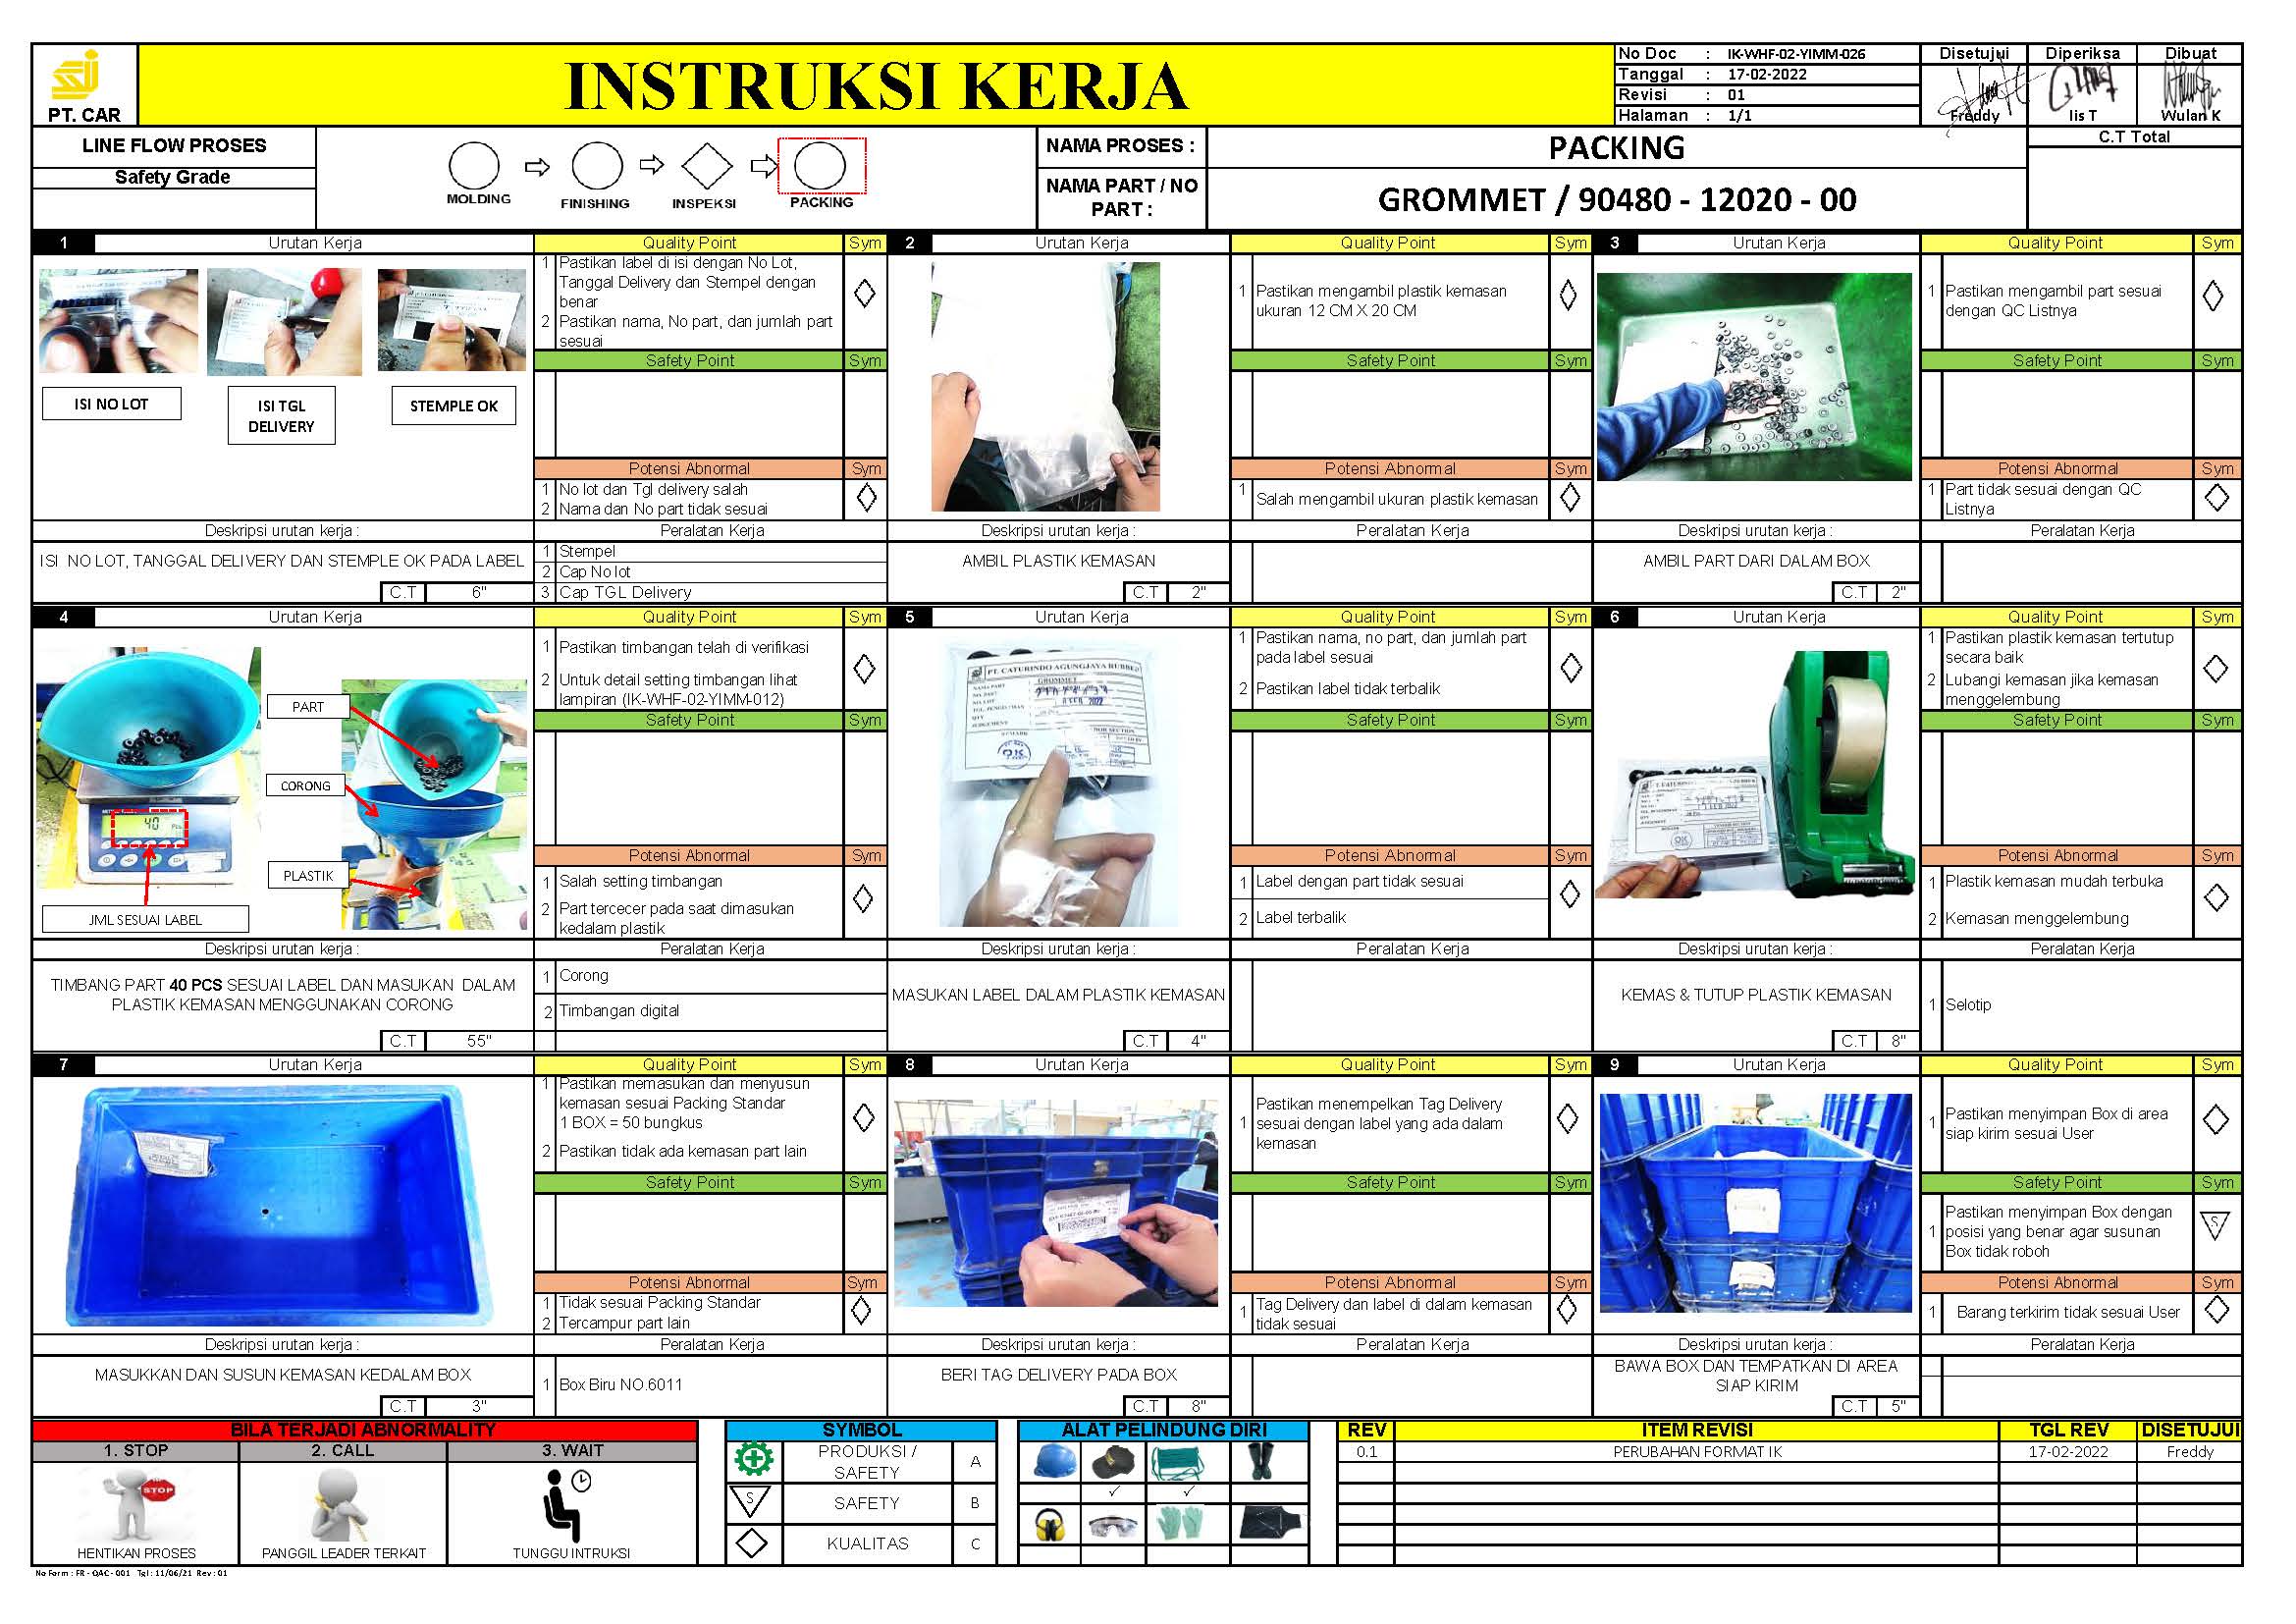 PT. CAR
INSTRUKSI KERJA
No Doc : IK-WHF-02-YIMM-026
Tanggal : 17-02-2022
Revisi : 01
Halaman : 1/1
Disetujui Diperiksa Dibuat
Freddy Iis T Wulan K
LINE FLOW PROSES
Safety Grade
MOLDING FINISHING INSPEKSI PACKING
NAMA PROSES :
PACKING
NAMA PART / NO
PART :
GROMMET / 90480 - 12020 - 00
C.T Total
1 Urutan Kerja
ISI NO LOT
ISI TGL
DELIVERY
STEMPLE OK
Quality Point Sym
1 Pastikan label di isi dengan No Lot,
Tanggal Delivery dan Stempel dengan
benar
2 Pastikan nama, No part, dan jumlah part
sesuai
Safety Point Sym
Potensi Abnormal Sym
1 No lot dan Tgl delivery salah
2 Nama dan No part tidak sesuai
Deskripsi urutan kerja :
ISI NO LOT, TANGGAL DELIVERY DAN STEMPLE OK PADA LABEL
C.T 6"
Peralatan Kerja
1 Stempel
2 Cap No lot
3 Cap TGL Delivery
2 Urutan Kerja
Quality Point Sym
1 Pastikan mengambil plastik kemasan
ukuran 12 CM X 20 CM
Safety Point Sym
Potensi Abnormal Sym
1 Salah mengambil ukuran plastik kemasan
Deskripsi urutan kerja :
AMBIL PLASTIK KEMASAN
C.T 2"
Peralatan Kerja
3 Urutan Kerja
Quality Point Sym
1 Pastikan mengambil part sesuai
dengan QC Listnya
Safety Point Sym
Potensi Abnormal Sym
1 Part tidak sesuai dengan QC
Listnya
Deskripsi urutan kerja :
AMBIL PART DARI DALAM BOX
C.T 2"
Peralatan Kerja
4 Urutan Kerja
PART
CORONG
PLASTIK
40
JML SESUAI LABEL
Quality Point Sym
1 Pastikan timbangan telah di verifikasi
2 Untuk detail setting timbangan lihat
lampiran (IK-WHF-02-YIMM-012)
Safety Point Sym
Potensi Abnormal Sym
1 Salah setting timbangan
2 Part tercecer pada saat dimasukan
kedalam plastik
Deskripsi urutan kerja :
TIMBANG PART 40 PCS SESUAI LABEL DAN MASUKAN DALAM
PLASTIK KEMASAN MENGGUNAKAN CORONG
C.T 55"
Peralatan Kerja
1 Corong
2 Timbangan digital
5 Urutan Kerja
PT. CATURINDO AGUNGJAYA RUBBER
NAMA PART GROMMET
OK
Quality Point Sym
1 Pastikan nama, no part, dan jumlah part
pada label sesuai
2 Pastikan label tidak terbalik
Safety Point Sym
Potensi Abnormal Sym
1 Label dengan part tidak sesuai
2 Label terbalik
Deskripsi urutan kerja :
MASUKAN LABEL DALAM PLASTIK KEMASAN
C.T 4"
Peralatan Kerja
6 Urutan Kerja
Quality Point Sym
1 Pastikan plastik kemasan tertutup
secara baik
2 Lubangi kemasan jika kemasan
menggelembung
Safety Point Sym
Potensi Abnormal Sym
1 Plastik kemasan mudah terbuka
2 Kemasan menggelembung
Deskripsi urutan kerja :
KEMAS & TUTUP PLASTIK KEMASAN
C.T 8"
Peralatan Kerja
1 Selotip
7 Urutan Kerja
Quality Point Sym
1 Pastikan memasukan dan menyusun
kemasan sesuai Packing Standar
1 BOX = 50 bungkus
2 Pastikan tidak ada kemasan part lain
Safety Point Sym
Potensi Abnormal Sym
1 Tidak sesuai Packing Standar
2 Tercampur part lain
Deskripsi urutan kerja :
MASUKKAN DAN SUSUN KEMASAN KEDALAM BOX
C.T 3"
Peralatan Kerja
1 Box Biru NO.6011
8 Urutan Kerja
Quality Point Sym
1 Pastikan menempelkan Tag Delivery
sesuai dengan label yang ada dalam
kemasan
Safety Point Sym
Potensi Abnormal Sym
1 Tag Delivery dan label di dalam kemasan
tidak sesuai
Deskripsi urutan kerja :
BERI TAG DELIVERY PADA BOX
C.T 8"
Peralatan Kerja
9 Urutan Kerja
Quality Point Sym
1 Pastikan menyimpan Box di area
siap kirim sesuai User
Safety Point Sym
1 Pastikan menyimpan Box dengan
posisi yang benar agar susunan
Box tidak roboh
S
Potensi Abnormal Sym
1 Barang terkirim tidak sesuai User
Deskripsi urutan kerja :
BAWA BOX DAN TEMPATKAN DI AREA
SIAP KIRIM
C.T 5"
Peralatan Kerja
BILA TERJADI ABNORMALITY
1. STOP 2. CALL 3. WAIT
STOP
HENTIKAN PROSES PANGGIL LEADER TERKAIT TUNGGU INTRUKSI
SYMBOL
PRODUKSI /
SAFETY A
S SAFETY B
KUALITAS C
ALAT PELINDUNG DIRI
✓ ✓
REV ITEM REVISI TGL REV DISETUJUI
0.1 PERUBAHAN FORMAT IK 17-02-2022 Freddy
No Form : FR - QAC - 001 Tgl : 11/06/21 Rev : 01